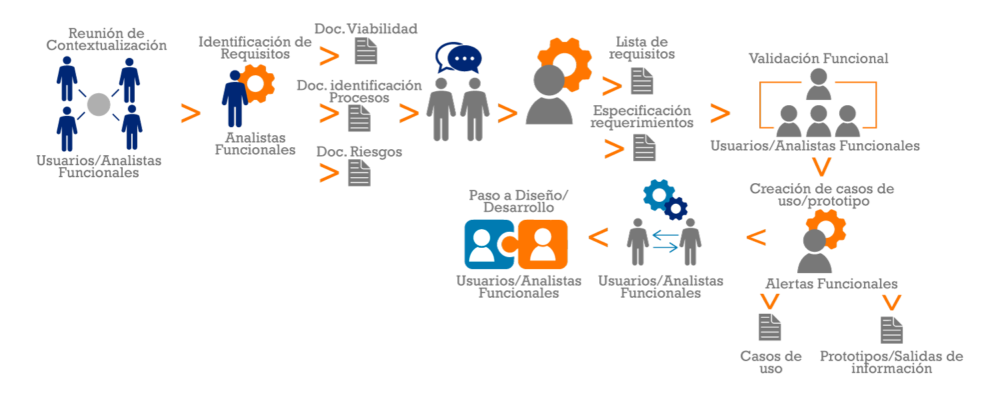 Reunión de
Contextualización
Usuarios/Analistas
Funcionales
Identificación de
Requisitos
Analistas
Funcionales
Doc. Viabilidad
Doc. identificación
Procesos
Doc. Riesgos
Lista de
requisitos
Especificación
requerimientos
Validación Funcional
Usuarios/Analistas Funcionales
Creación de casos de
uso/prototipo
Alertas Funcionales
Casos de
uso
Prototipos/Salidas de
información
Usuarios/Analistas
Funcionales
Paso a Diseño/
Desarrollo
Usuarios/Analistas
Funcionales